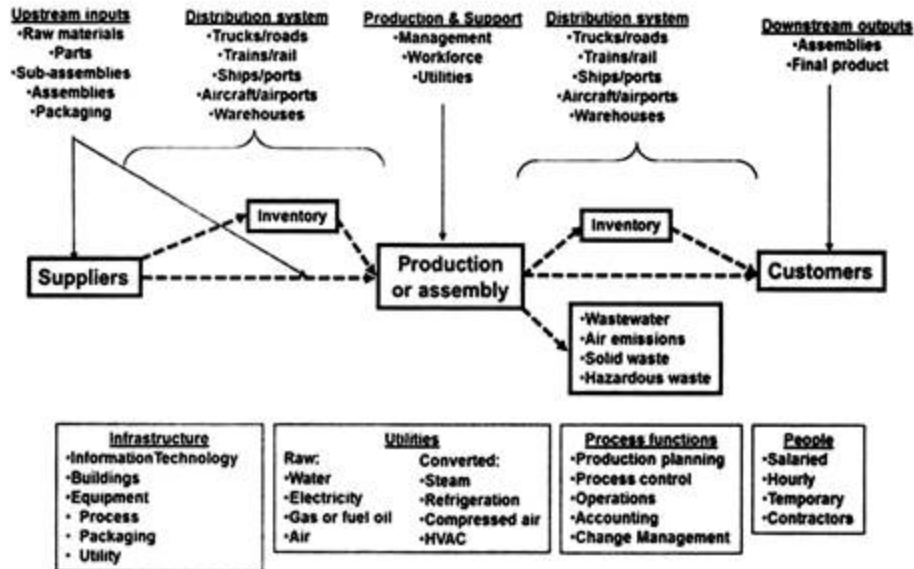 Upstream inputs
•Raw materials
•Parts
•Sub-assemblies
•Assemblies
•Packaging
Distribution system
•Trucks/roads
•Trains/rail
•Ships/ports
•Aircraft/airports
•Warehouses
Production & Support
•Management
•Workforce
•Utilities
Distribution system
•Trucks/roads
•Trains/rail
•Ships/ports
•Aircraft/airports
•Warehouses
Downstream outputs
•Assemblies
•Final product
Suppliers
Inventory
Production
or assembly
Inventory
Customers
•Wastewater
•Air emissions
•Solid waste
•Hazardous waste
Infrastructure
•InformationTechnology
•Buildings
•Equipment
• Process
• Packaging
• Utility
Utilities
Raw:
•Water
•Electricity
•Gas or fuel oil
•Air
Converted:
•Steam
•Refrigeration
•Compressed air
•HVAC
Process functions
•Production planning
•Process control
•Operations
•Accounting
•Change Management
People
•Salaried
•Hourly
•Temporary
•Contractors